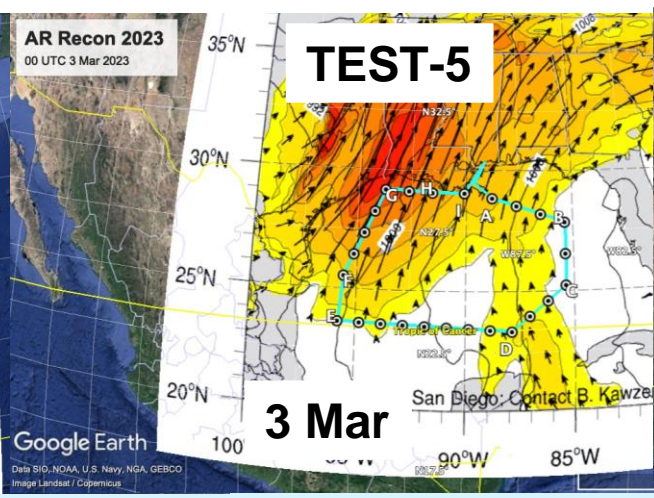 AR Recon 2023
00 UTC 3 Mar 2023
TEST-5
35°N
1008
N32.5°
30°N
G
H
I
A
B
N27.5°
W87.5°
W82.5°
25°N
F
C
E
Tropic of Cancer
D
N22.5°
20°N
San Diego; Contact B. Kawzer
3 Mar
Google Earth
100
W
90°W
85°W
N17.5°
Data SIO, NOAA, U.S. Navy, NGA, GEBCO
Image Landsat / Copernicus